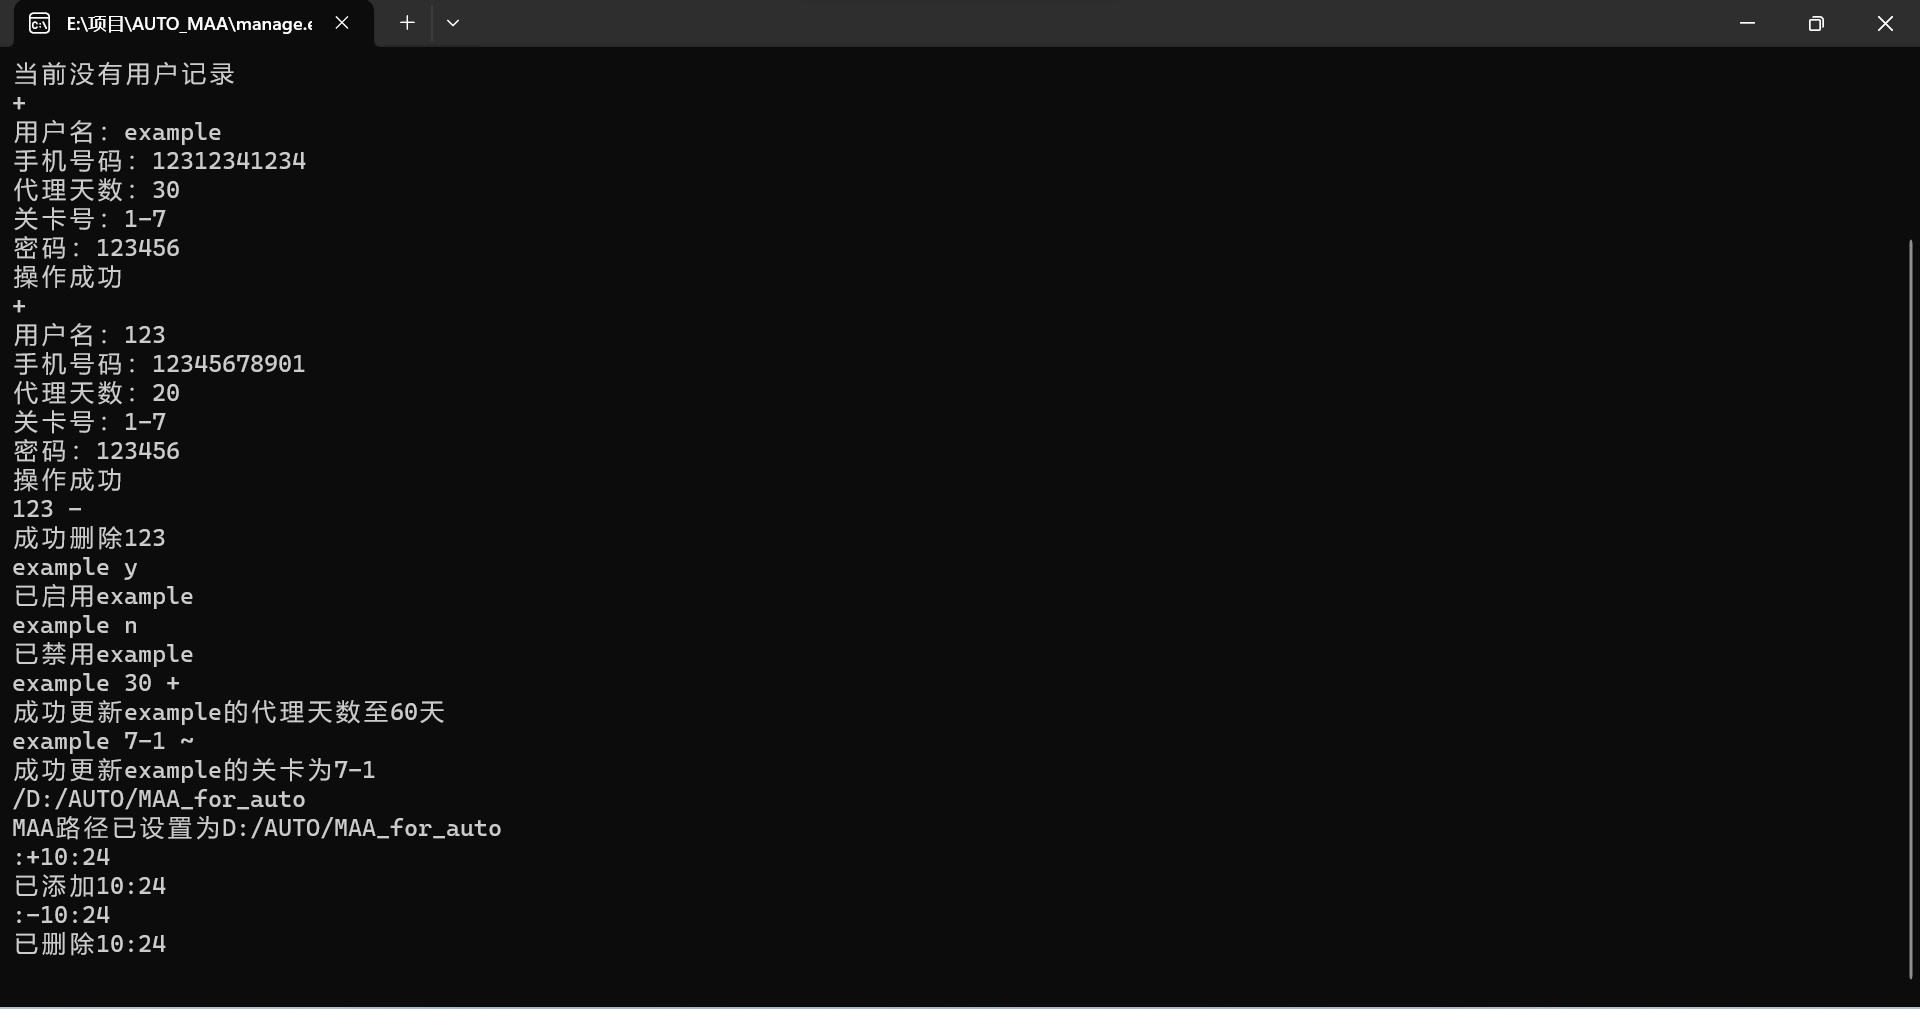 E:\项目\AUTO_MAA\manage.e
当前没有用户记录
+
用户名: example
手机号码: 12312341234
代理天数: 30
关卡号: 1-7
密码: 123456
操作成功
+
用户名: 123
手机号码: 12345678901
代理天数: 20
关卡号: 1-7
密码: 123456
操作成功
123 -
成功删除123
example y
已启用example
example n
已禁用example
example 30 +
成功更新example的代理天数至60天
example 7-1 ~
成功更新example的关卡为7-1
/D:/AUTO/MAA_for_auto
MAA路径已设置为D:/AUTO/MAA_for_auto
:+10:24
已添加10:24
:-10:24
已删除10:24